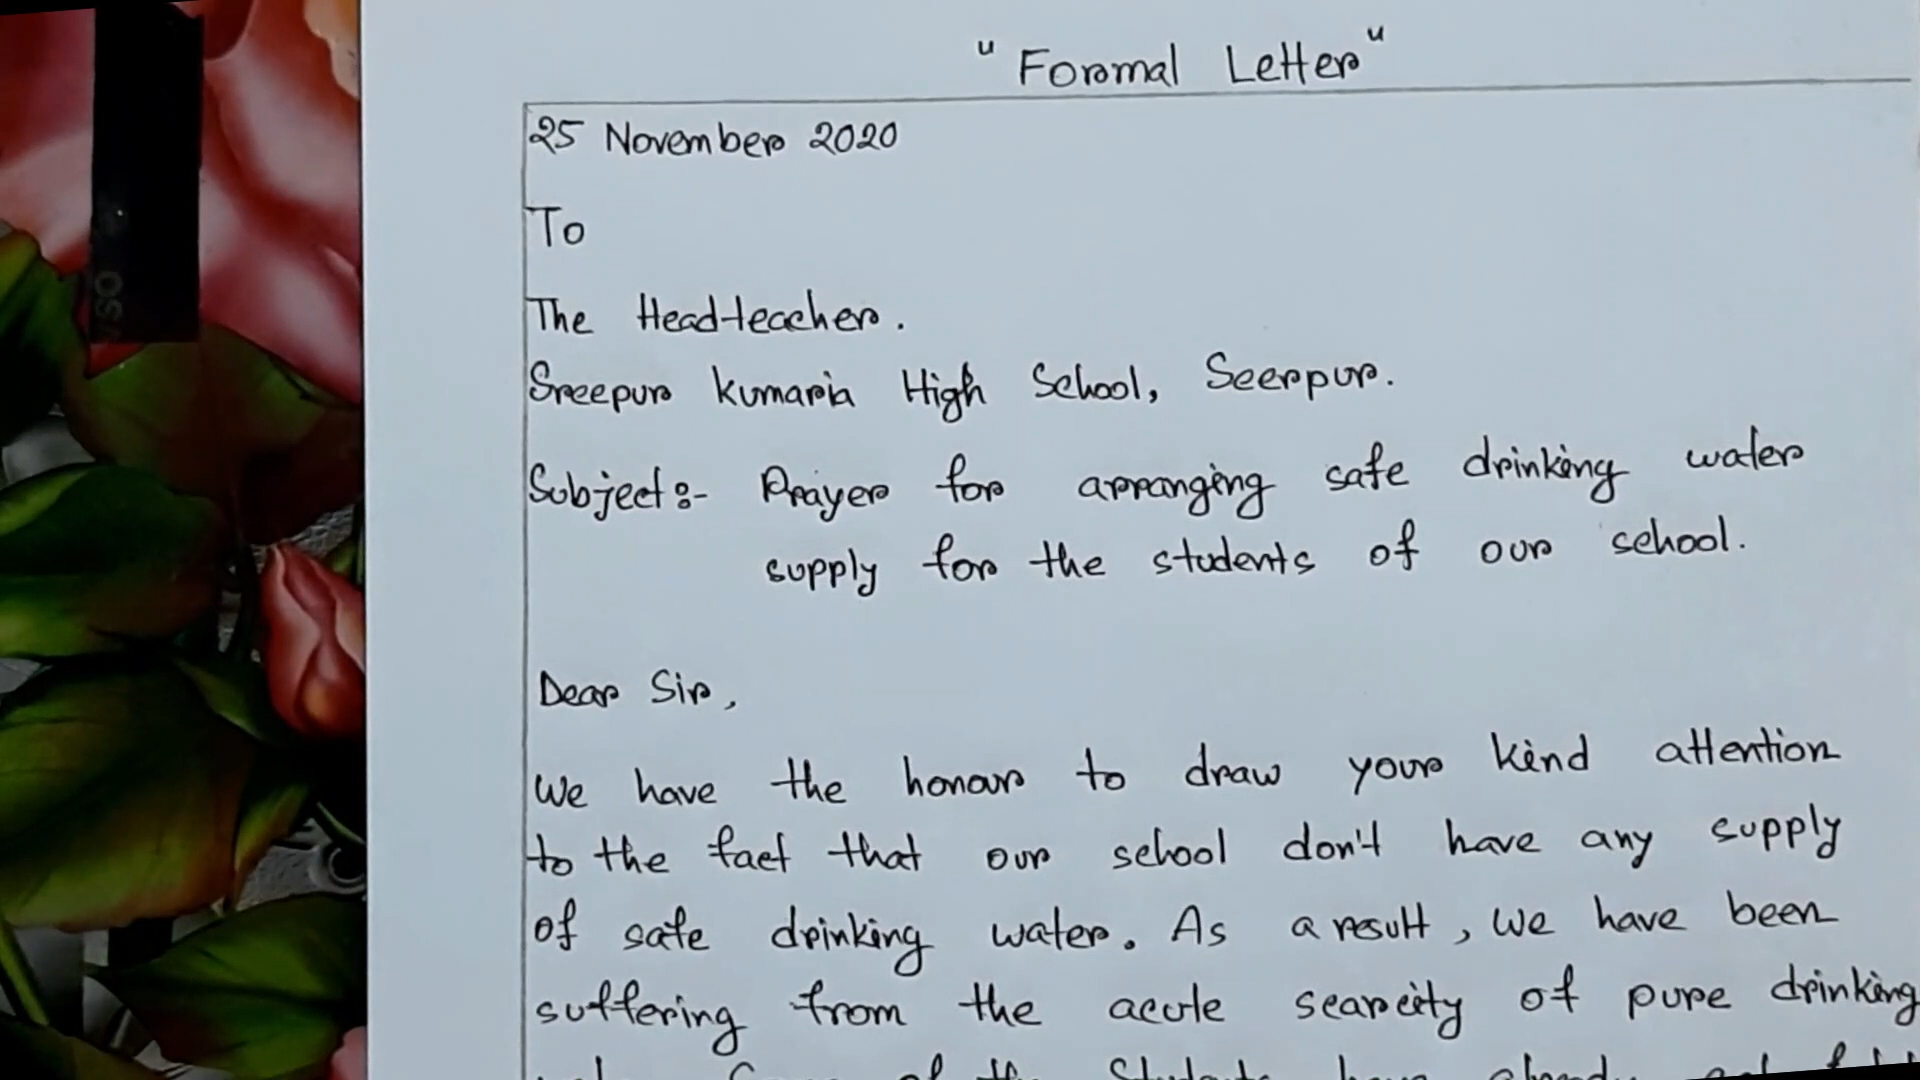 "Formal Letter"
25 November 2020
To
The Headteacher.
Sreepur Kumaria High School, Seerpur.
Subject:- Prayer for arranging safe drinking water
supply for the students of our school.
Dear Sir,
We have the honour to draw your kind attention
to the fact that our school don't have any supply
of safe drinking water. As a result, we have been
suffering from the acute scarcity of pure drinking